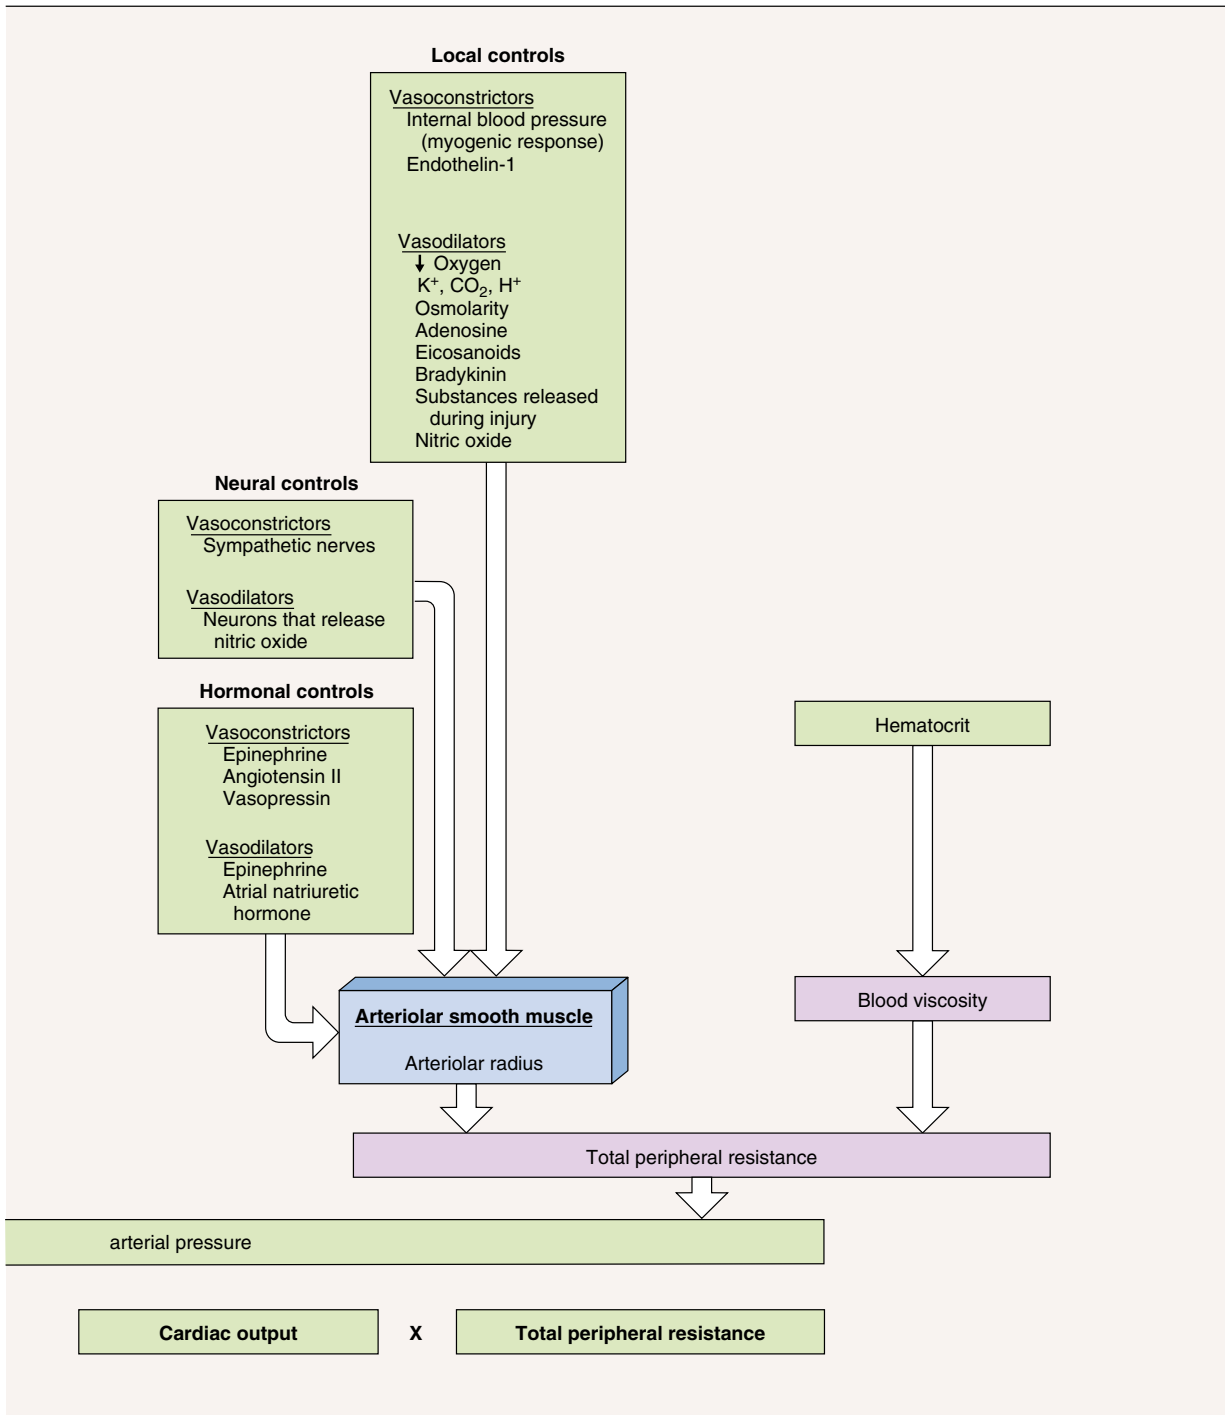 Local controls
Vasoconstrictors
Internal blood pressure
(myogenic response)
Endothelin-1
Vasodilators
↓ Oxygen
K⁺, CO₂, H⁺
Osmolarity
Adenosine
Eicosanoids
Bradykinin
Substances released
during injury
Nitric oxide
Neural controls
Vasoconstrictors
Sympathetic nerves
Vasodilators
Neurons that release
nitric oxide
Hormonal controls
Vasoconstrictors
Epinephrine
Angiotensin II
Vasopressin
Vasodilators
Epinephrine
Atrial natriuretic
hormone
Hematocrit
Arteriolar smooth muscle
Arteriolar radius
Blood viscosity
Total peripheral resistance
arterial pressure
Cardiac output X Total peripheral resistance